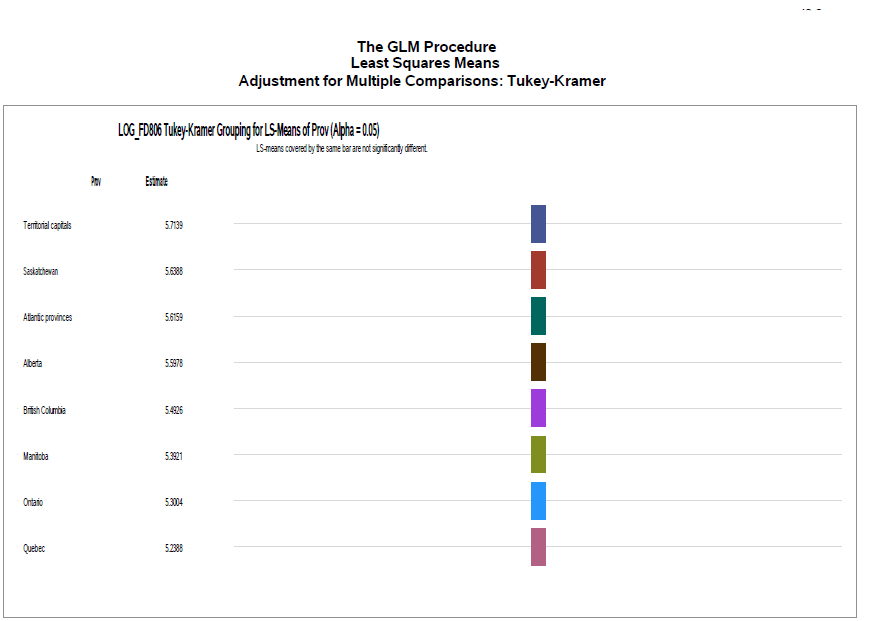 The GLM Procedure
Least Squares Means
Adjustment for Multiple Comparisons: Tukey-Kramer
LOG_FD806 Tukey-Kramer Grouping for LS-Means of Prov (Alpha = 0.05)
LS-means covered by the same bar are not significantly different.
Prov Estimate
Territorial capitals 5.7139
Saskatchewan 5.6388
Atlantic provinces 5.6159
Alberta 5.5978
British Columbia 5.4926
Manitoba 5.3921
Ontario 5.3004
Quebec 5.2388